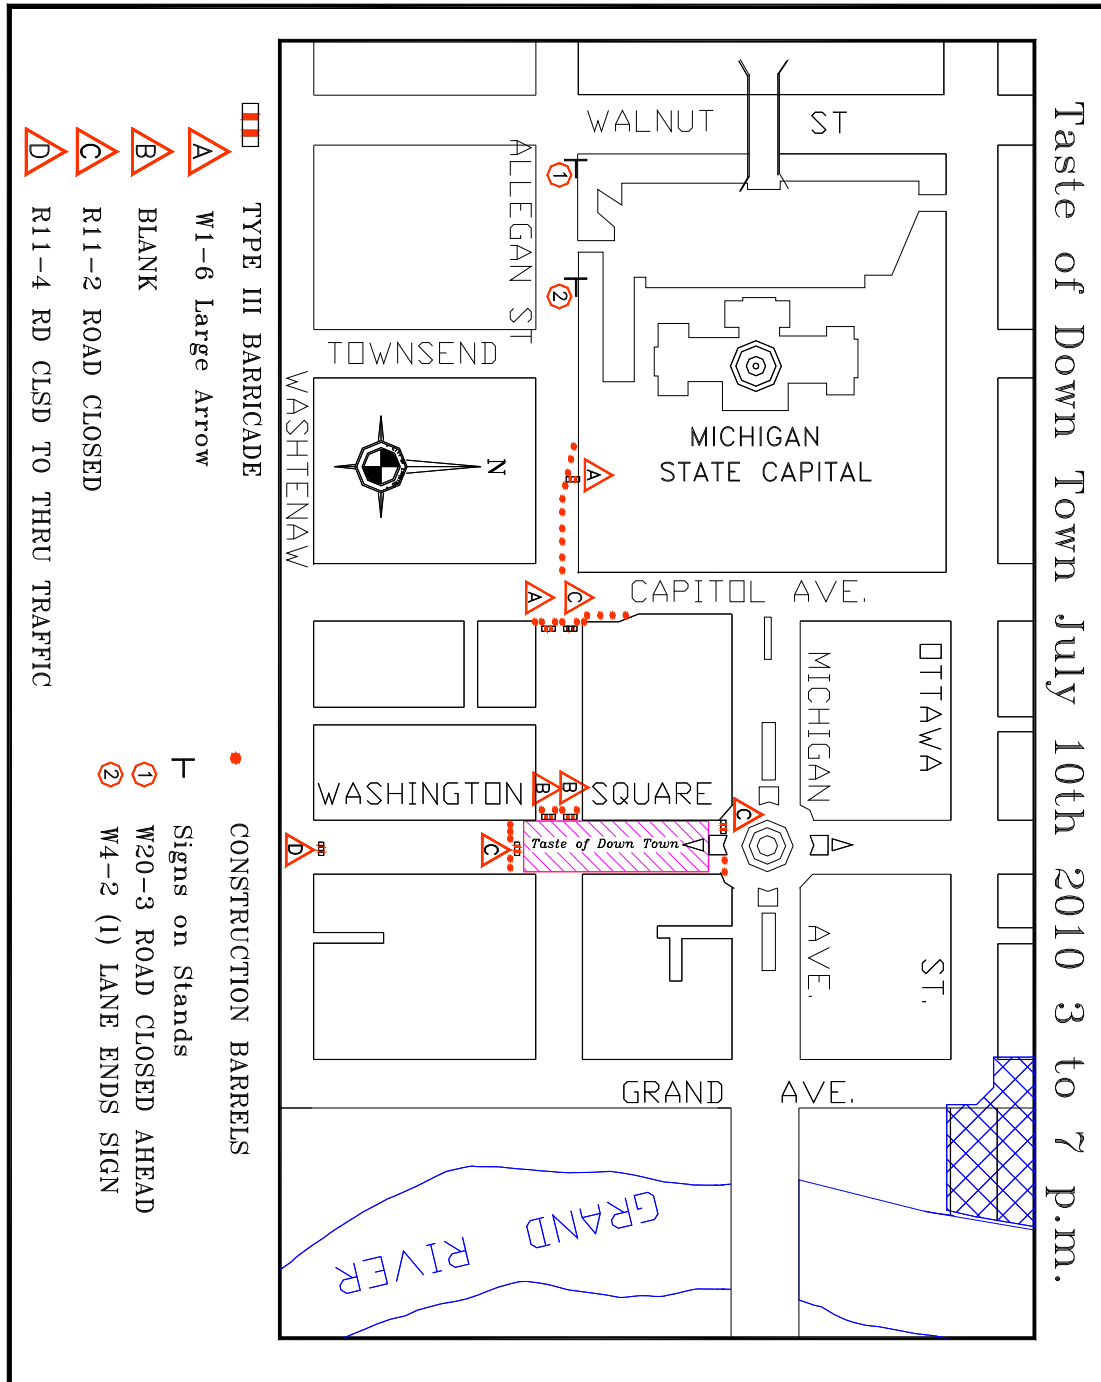 Taste of Down Town July 10th 2010 3 to 7 p.m.
WALNUT ST
ALLEGAN ST
1
2
TOWNSEND
WASHTENAW
N
MICHIGAN
STATE CAPITAL
A
CAPITOL AVE.
A
C
OTTAWA ST.
MICHIGAN AVE.
WASHINGTON SQUARE
B
B
C
Taste of Down Town
C
D
GRAND AVE.
GRAND RIVER
TYPE III BARRICADE
A W1-6 Large Arrow
B BLANK
C R11-2 ROAD CLOSED
D R11-4 RD CLSD TO THRU TRAFFIC
CONSTRUCTION BARRELS
Signs on Stands
1 W20-3 ROAD CLOSED AHEAD
2 W4-2 (1) LANE ENDS SIGN